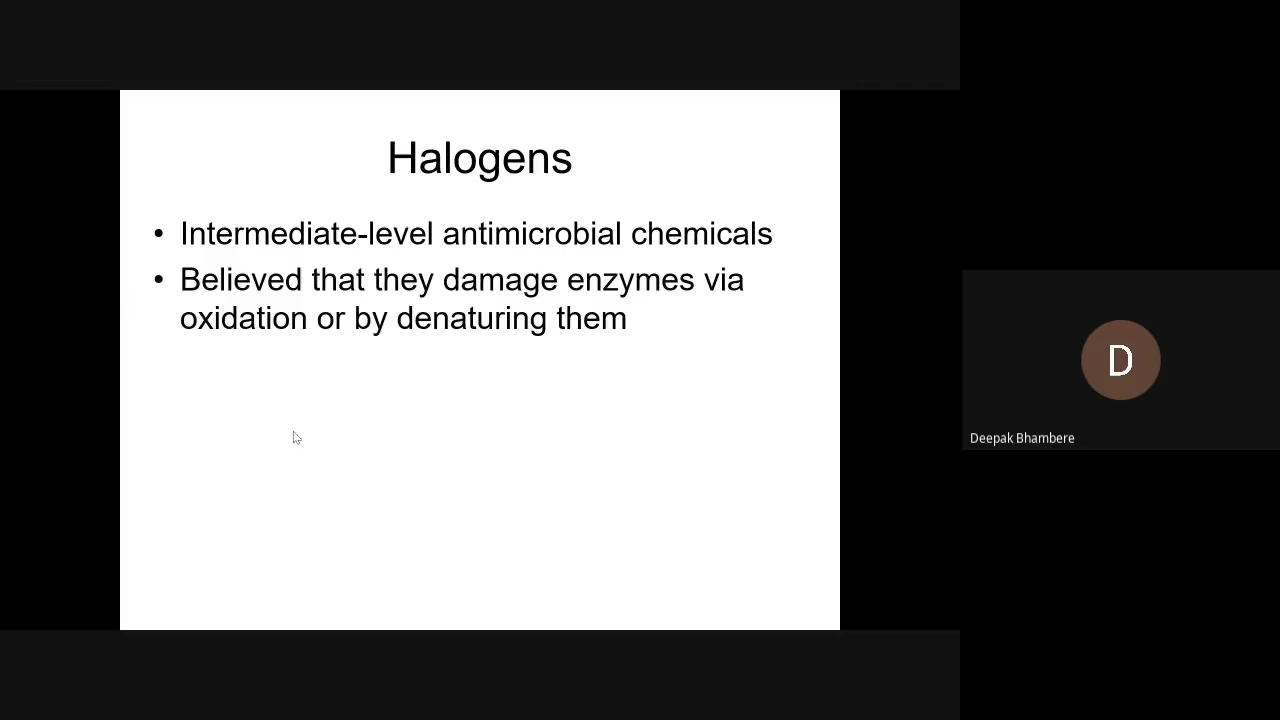 Halogens
• Intermediate-level antimicrobial chemicals
• Believed that they damage enzymes via
oxidation or by denaturing them
D
Deepak Bhambere